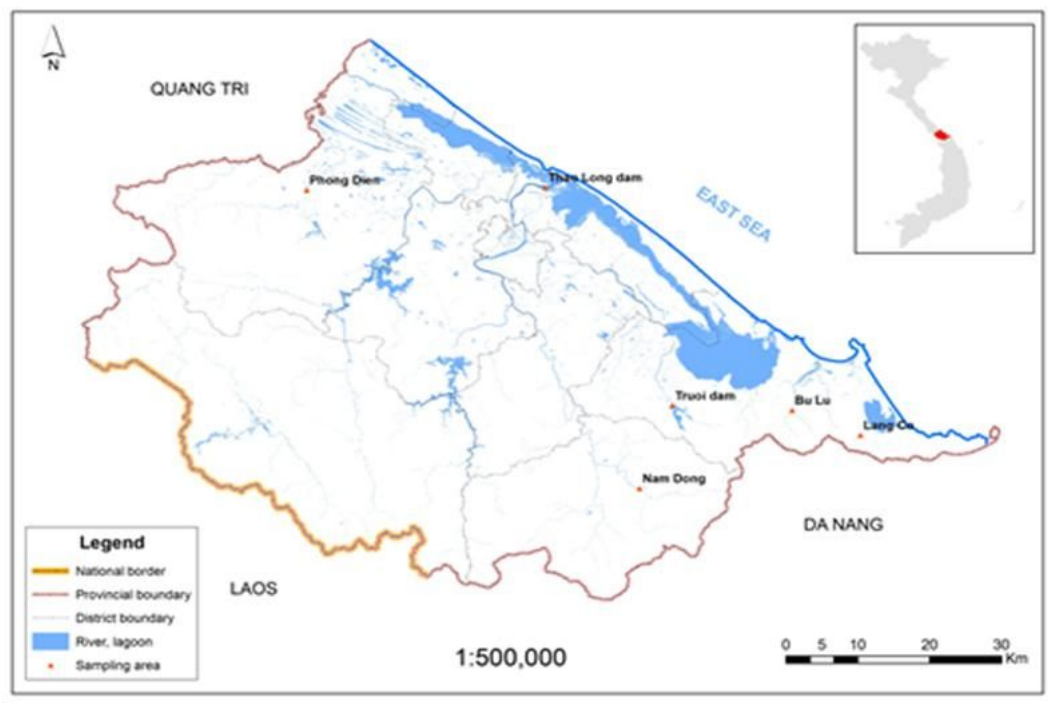 N
QUANG TRI
Phong Dien
Thao Long dam
EAST SEA
Truoi dam
Bu Lu
Lang Co
Nam Dong
DA NANG
LAOS
Legend
National border
Provincial boundary
District boundary
River, lagoon
Sampling area
1:500,000
0 5 10 20 30
Km